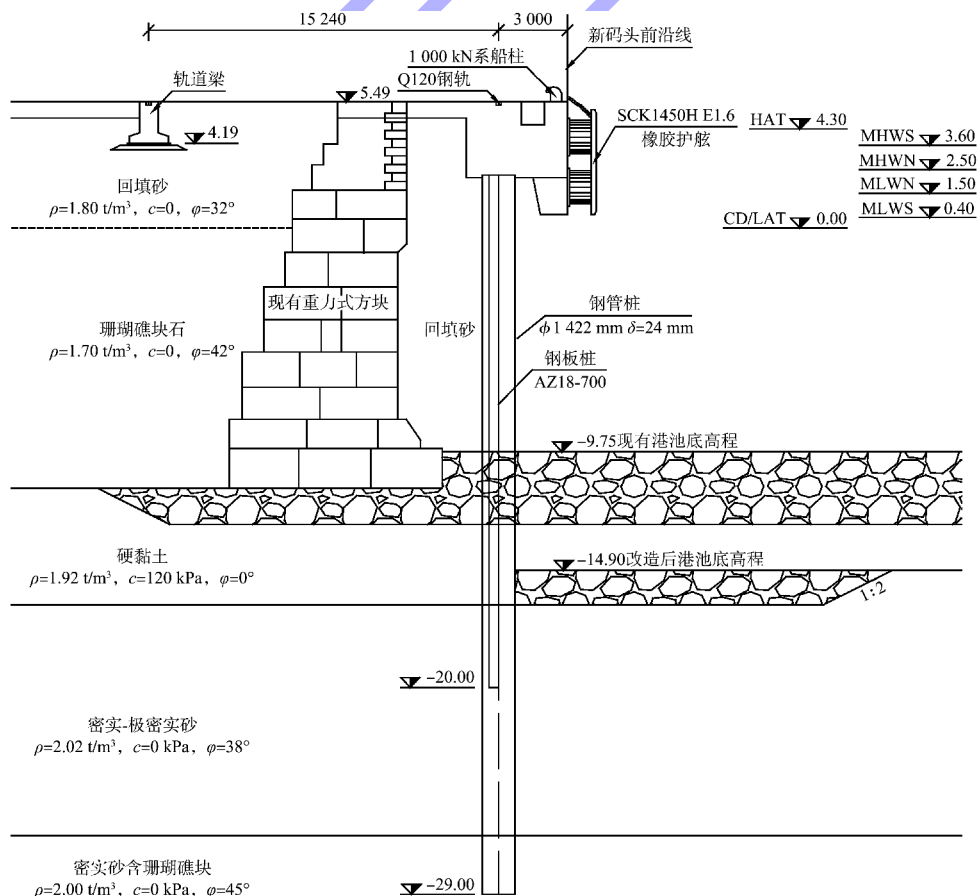 15 240
3 000
新码头前沿线
1 000 kN系船柱
Q120钢轨
轨道梁
5.49
4.19
SCK1450H E1.6
橡胶护舷
HAT 4.30
MHWS 3.60
MHWN 2.50
MLWN 1.50
MLWS 0.40
CD/LAT 0.00
回填砂
ρ=1.80 t/m³，c=0，φ=32°
现有重力式方块
回填砂
钢管桩
ϕ1 422 mm δ=24 mm
珊瑚礁块石
ρ=1.70 t/m³，c=0，φ=42°
钢板桩
AZ18-700
-9.75现有港池底高程
硬黏土
ρ=1.92 t/m³，c=120 kPa，φ=0°
-14.90改造后港池底高程
1:2
-20.00
密实-极密实砂
ρ=2.02 t/m³，c=0 kPa，φ=38°
密实砂含珊瑚礁块
ρ=2.00 t/m³，c=0 kPa，φ=45°
-29.00